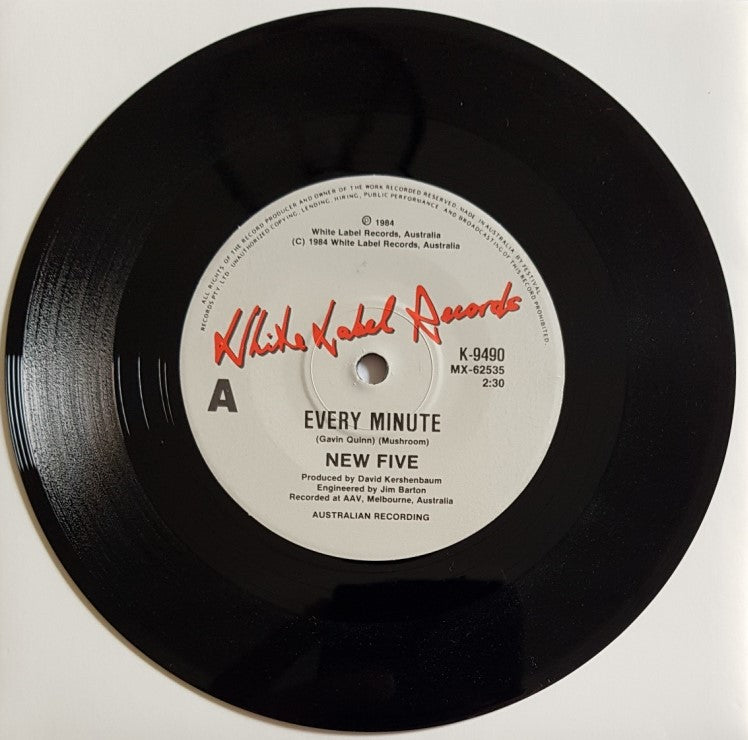 ALL RIGHTS OF THE RECORD PRODUCER AND OWNER OF THE WORK RECORDED RESERVED. MADE IN AUSTRALIA BY FESTIVAL
RECORDS PTY. LTD. UNAUTHORIZED COPYING, LENDING, HIRING, PUBLIC PERFORMANCE AND BROADCASTING OF THIS RECORD PROHIBITED.
℗ 1984
White Label Records, Australia
(C) 1984 White Label Records, Australia
White Label Records
K-9490
MX-62535
2:30
A
EVERY MINUTE
(Gavin Quinn) (Mushroom)
NEW FIVE
Produced by David Kershenbaum
Engineered by Jim Barton
Recorded at AAV, Melbourne, Australia
AUSTRALIAN RECORDING